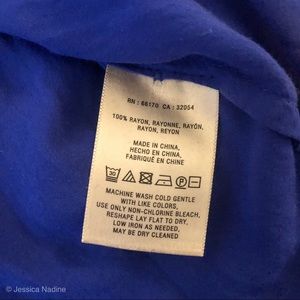 RN : 66170 CA : 32054
100% RAYON, RAYONNE, RAYÓN,
RAYON, REYON
MADE IN CHINA,
HECHO EN CHINA,
FABRIQUÉ EN CHINE
30
MACHINE WASH COLD GENTLE
WITH LIKE COLORS,
USE ONLY NON-CHLORINE BLEACH,
RESHAPE LAY FLAT TO DRY,
LOW IRON AS NEEDED,
MAY BE DRY CLEANED
© Jessica Nadine